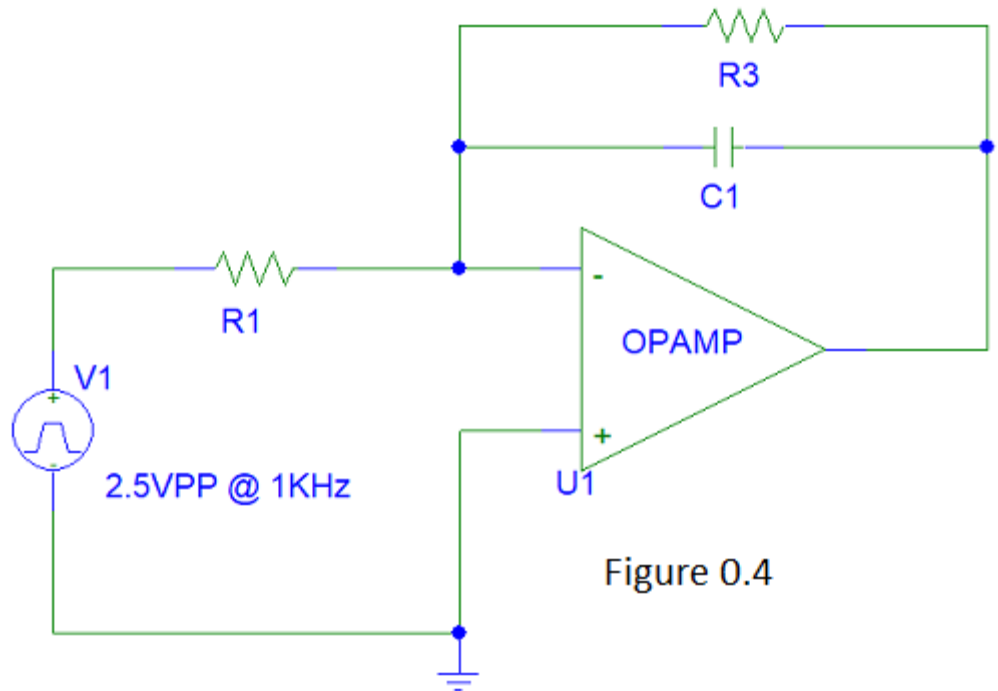 R3
C1
R1
-
OPAMP
V1
+
-
+
2.5VPP @ 1KHz
U1
Figure 0.4